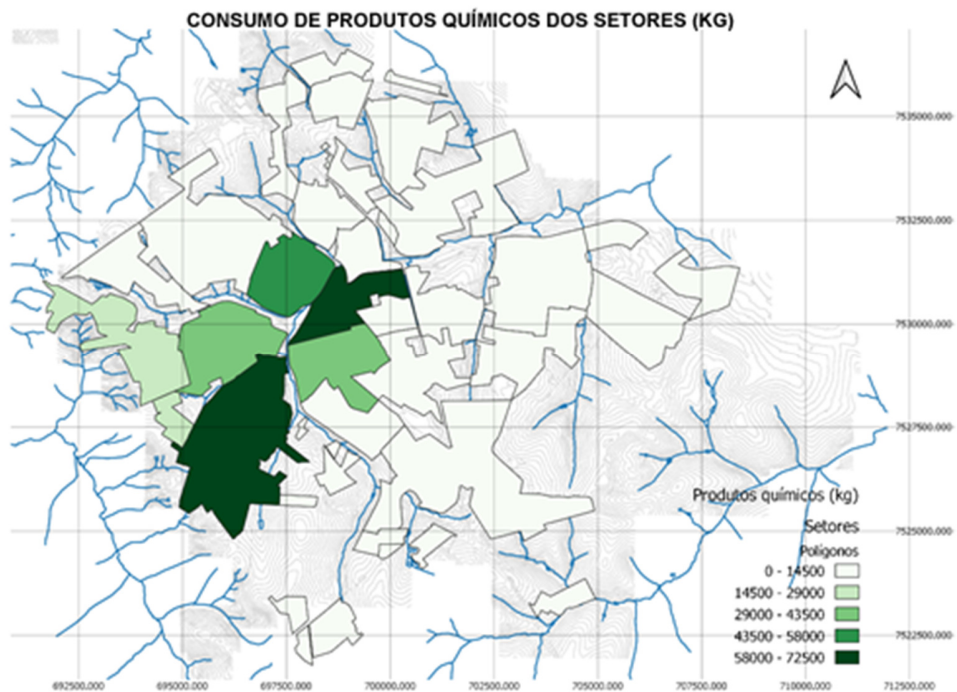 CONSUMO DE PRODUTOS QUÍMICOS DOS SETORES (KG)
7535000.000
7532500.000
7530000.000
7527500.000
Produtos químicos (kg)
Setores
7525000.000
Polígonos
0 - 14500
14500 - 29000
29000 - 43500
43500 - 58000
7522500.000
58000 - 72500
692500.000 695000.000 697500.000 700000.000 702500.000 705000.000 707500.000 710000.000 712500.000